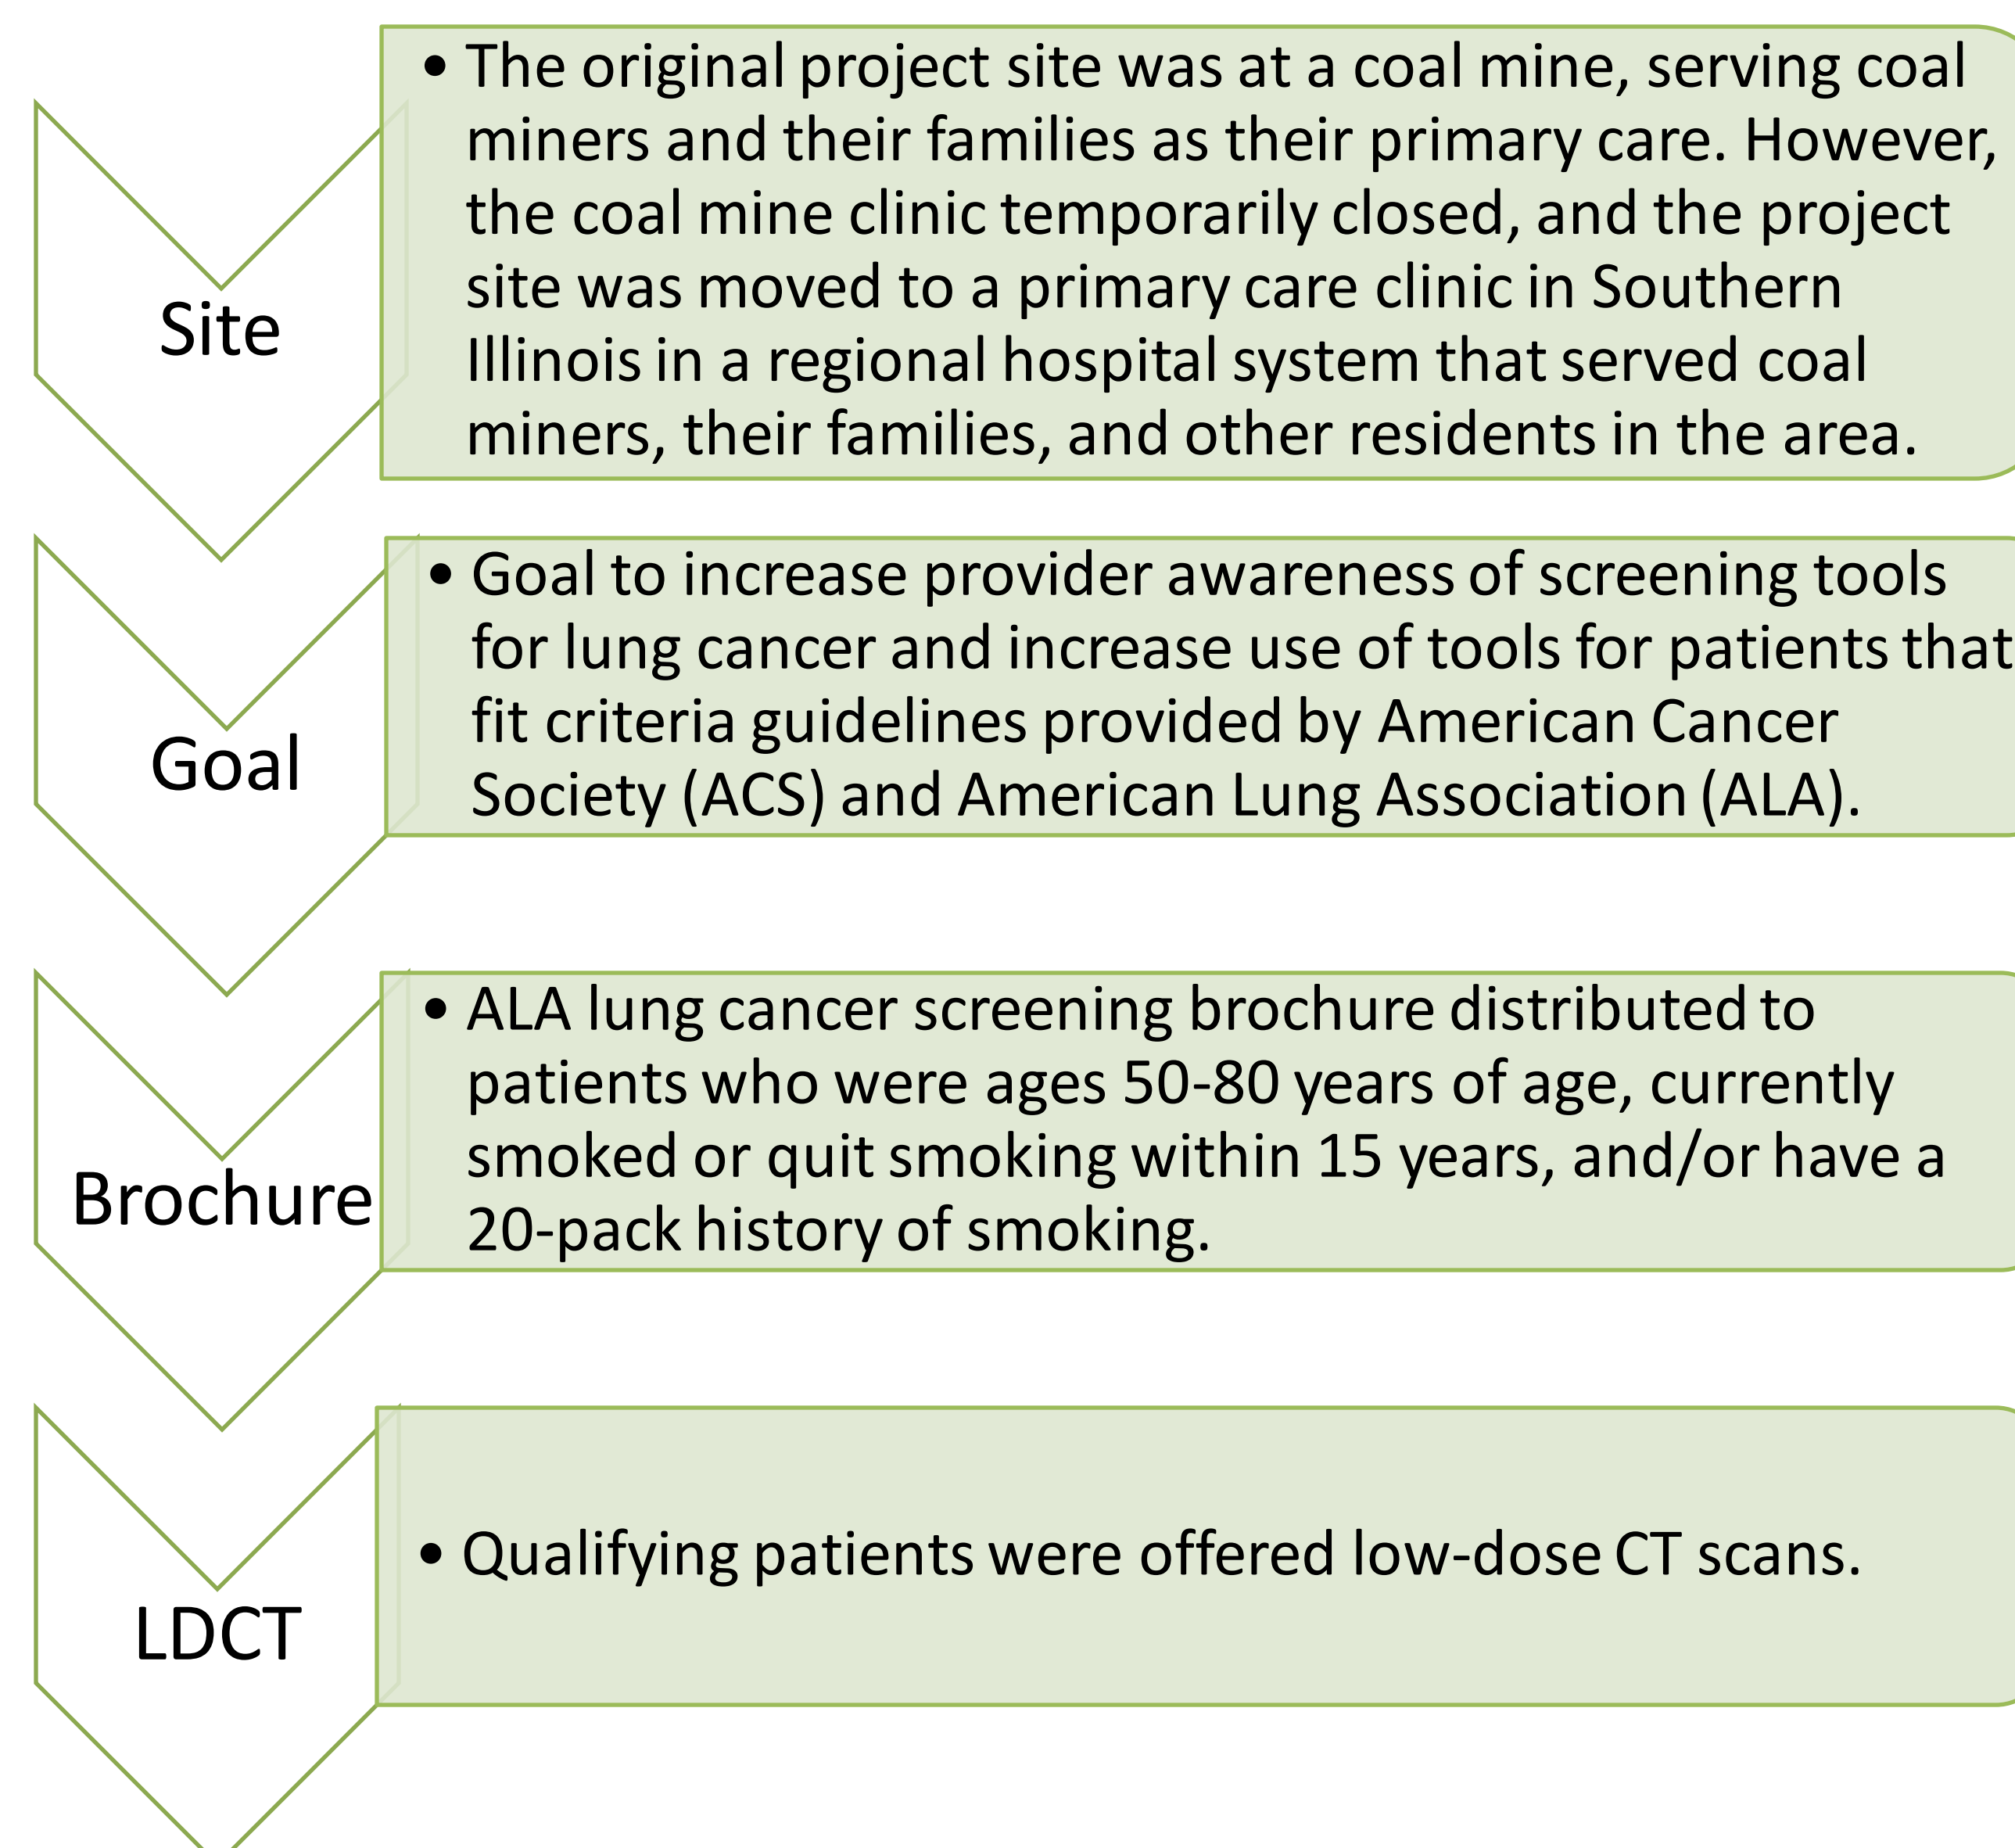 Site
• The original project site was at a coal mine, serving coal
miners and their families as their primary care. However,
the coal mine clinic temporarily closed, and the project
site was moved to a primary care clinic in Southern
Illinois in a regional hospital system that served coal
miners, their families, and other residents in the area.
Goal
• Goal to increase provider awareness of screening tools
for lung cancer and increase use of tools for patients that
fit criteria guidelines provided by American Cancer
Society (ACS) and American Lung Association (ALA).
Brochure
• ALA lung cancer screening brochure distributed to
patients who were ages 50-80 years of age, currently
smoked or quit smoking within 15 years, and/or have a
20-pack history of smoking.
LDCT
• Qualifying patients were offered low-dose CT scans.